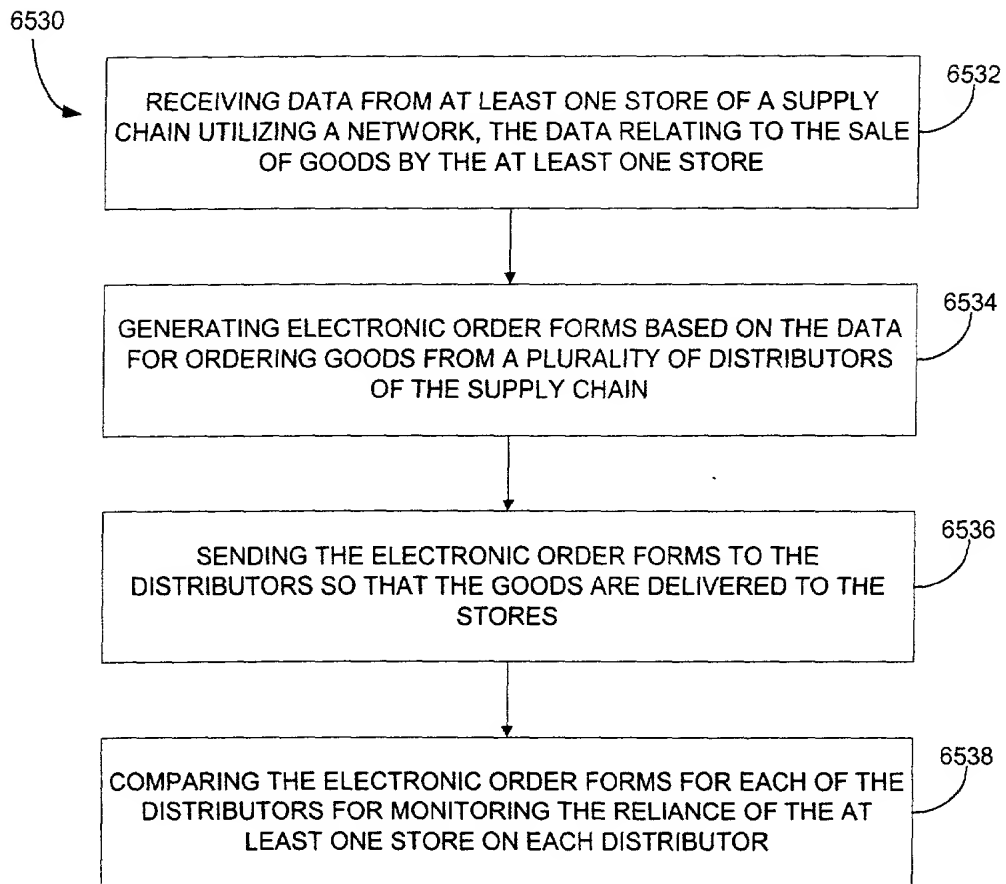 6530
6532
RECEIVING DATA FROM AT LEAST ONE STORE OF A SUPPLY
CHAIN UTILIZING A NETWORK, THE DATA RELATING TO THE SALE
OF GOODS BY THE AT LEAST ONE STORE
6534
GENERATING ELECTRONIC ORDER FORMS BASED ON THE DATA
FOR ORDERING GOODS FROM A PLURALITY OF DISTRIBUTORS
OF THE SUPPLY CHAIN
6536
SENDING THE ELECTRONIC ORDER FORMS TO THE
DISTRIBUTORS SO THAT THE GOODS ARE DELIVERED TO THE
STORES
6538
COMPARING THE ELECTRONIC ORDER FORMS FOR EACH OF THE
DISTRIBUTORS FOR MONITORING THE RELIANCE OF THE AT
LEAST ONE STORE ON EACH DISTRIBUTOR